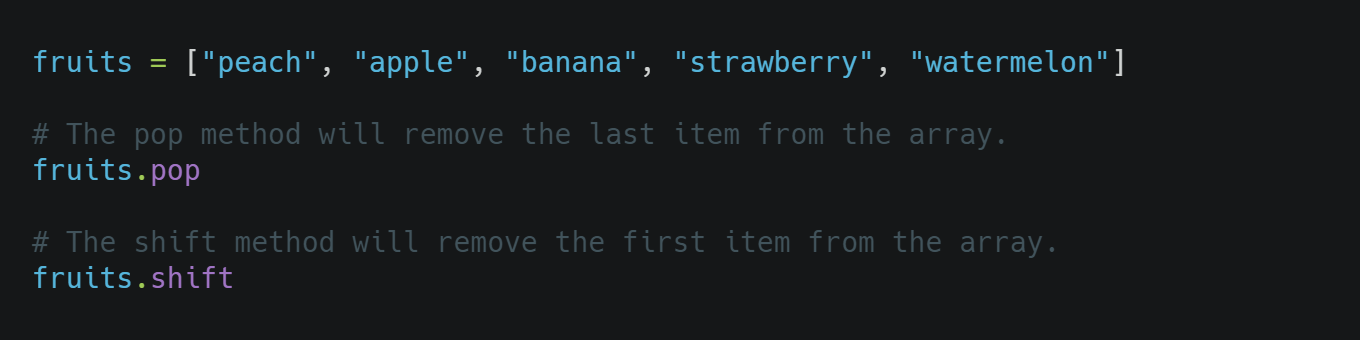 fruits = ["peach", "apple", "banana", "strawberry", "watermelon"]
# The pop method will remove the last item from the array.
fruits.pop
# The shift method will remove the first item from the array.
fruits.shift